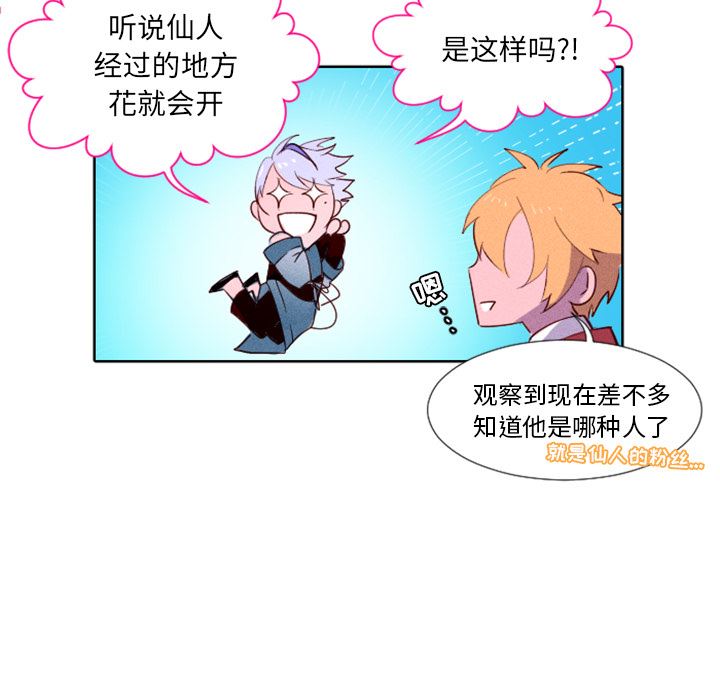 听说仙人
经过的地方
花就会开
是这样吗?!
嗯...
观察到现在差不多
知道他是哪种人了
就是仙人的粉丝...